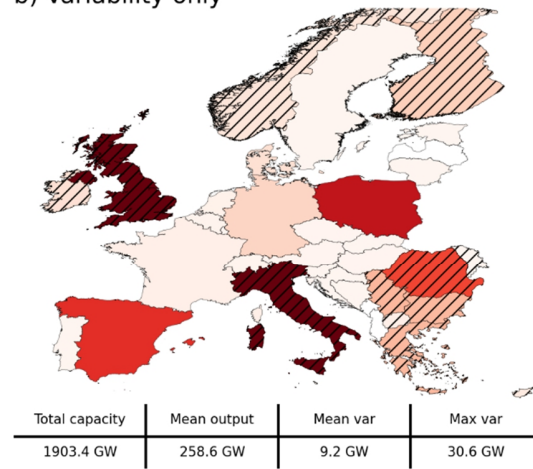 b) variability only
Total capacity Mean output Mean var Max var
1903.4 GW 258.6 GW 9.2 GW 30.6 GW